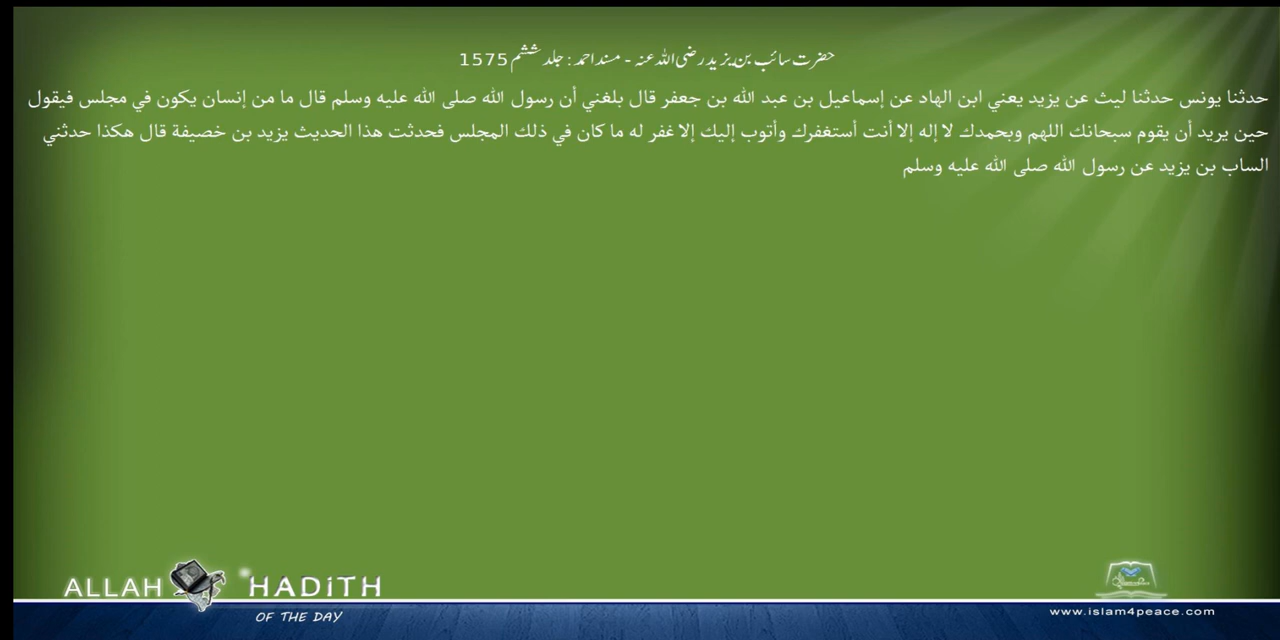 حضرت سائب بن یزید رضی اللہ عنہ - مسند احمد : جلد ششم 1575
حدثنا يونس حدثنا ليث عن يزيد يعني ابن الهاد عن إسماعيل بن عبد الله بن جعفر قال بلغني أن رسول الله صلى الله عليه وسلم قال ما من إنسان يكون في مجلس فيقول
حين يريد أن يقوم سبحانك اللهم وبحمدك لا إله إلا أنت أستغفرك وأتوب إليك إلا غفر له ما كان في ذلك المجلس فحدثت هذا الحديث يزيد بن خصيفة قال هكذا حدثني
الساب بن يزيد عن رسول الله صلى الله عليه وسلم
ALLAH HADITH
OF THE DAY
www.islam4peace.com